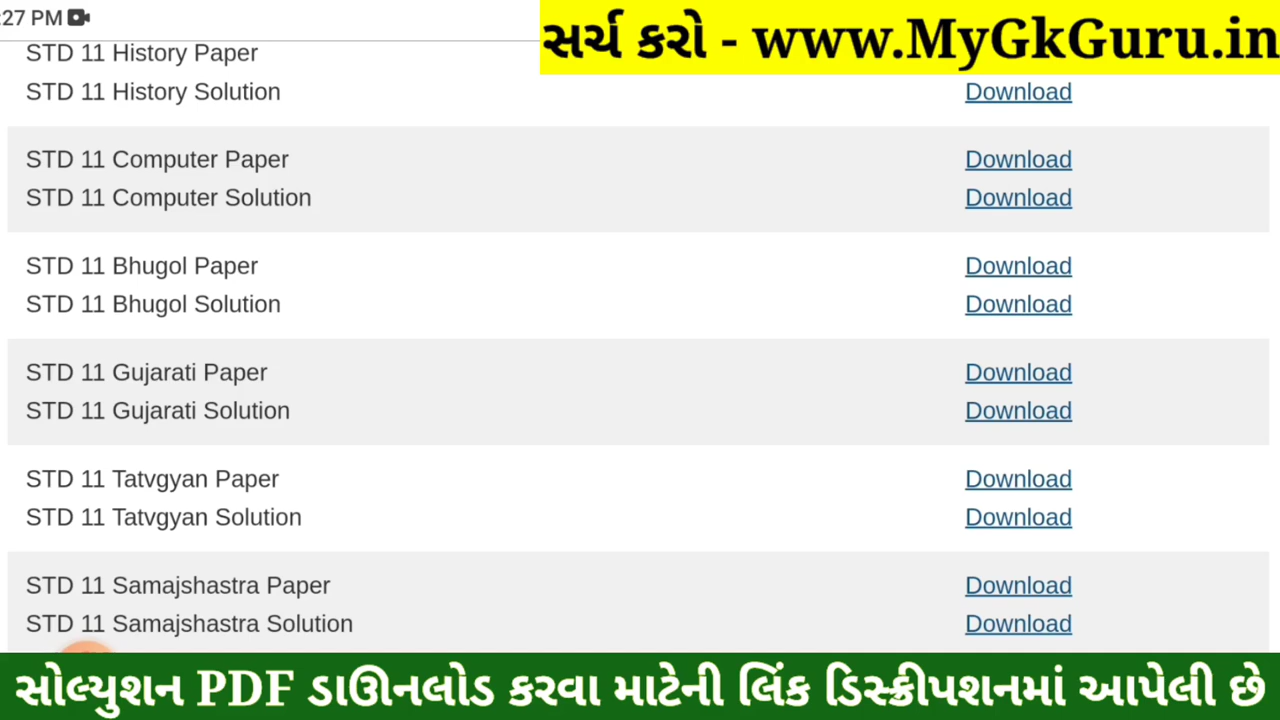 :27 PM
સર્ચ કરો - www.MyGkGuru.in
STD 11 History Paper
STD 11 History Solution Download
STD 11 Computer Paper Download
STD 11 Computer Solution Download
STD 11 Bhugol Paper Download
STD 11 Bhugol Solution Download
STD 11 Gujarati Paper Download
STD 11 Gujarati Solution Download
STD 11 Tatvgyan Paper Download
STD 11 Tatvgyan Solution Download
STD 11 Samajshastra Paper Download
STD 11 Samajshastra Solution Download
સોલ્યુશન PDF ડાઊનલોડ કરવા માટેની લિંક ડિસ્ક્રીપશનમાં આપેલી છે